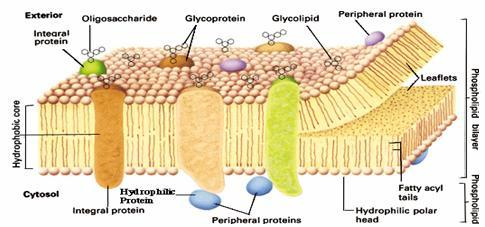 Exterior
Oligosaccharide
Glycoprotein
Glycolipid
Peripheral protein
Integral
protein
Leaflets
Hydrophobic core
Phospholipid bilayer
Cytosol
Hydrophilic
Protein
Integral protein
Peripheral proteins
Fatty acyl
tails
Hydrophilic polar
head
Phospholipid